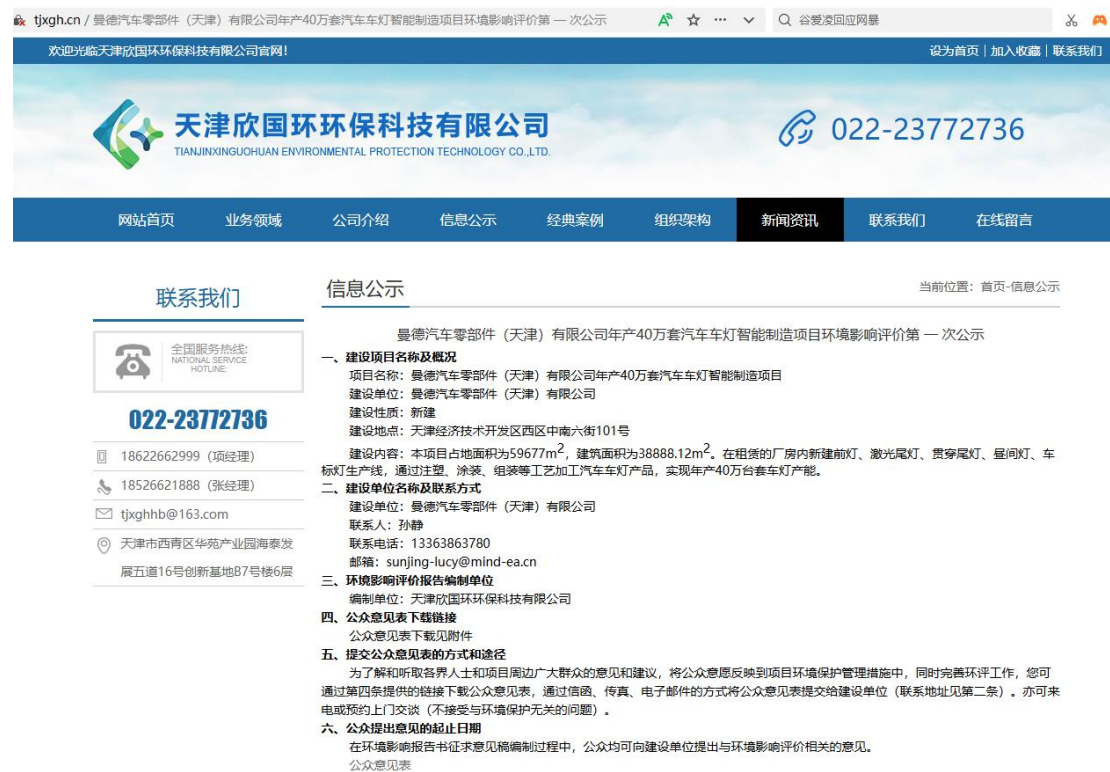 tjxgh.cn / 曼德汽车零部件（天津）有限公司年产40万套汽车车灯智能制造项目环境影响评价第 一 次公示
谷爱凌回应网暴
欢迎光临天津欣国环环保科技有限公司官网！
设为首页 | 加入收藏 | 联系我们
天津欣国环环保科技有限公司
TIANJINXINGUOHUAN ENVIRONMENTAL PROTECTION TECHNOLOGY CO.,LTD.
022-23772736
网站首页 业务领域 公司介绍 信息公示 经典案例 组织架构 新闻资讯 联系我们 在线留言
联系我们
全国服务热线:
NATIONAL SERVICE
HOTLINE:
022-23772736
18622662999（项经理）
18526621888（张经理）
tjxghhb@163.com
天津市西青区华苑产业园海泰发
展五道16号创新基地B7号楼6层
信息公示
当前位置：首页-信息公示
曼德汽车零部件（天津）有限公司年产40万套汽车车灯智能制造项目环境影响评价第 一 次公示
一、建设项目名称及概况
项目名称：曼德汽车零部件（天津）有限公司年产40万套汽车车灯智能制造项目
建设单位：曼德汽车零部件（天津）有限公司
建设性质：新建
建设地点：天津经济技术开发区西区中南六街101号
建设内容：本项目占地面积为59677m²，建筑面积为38888.12m²。在租赁的厂房内新建前灯、激光尾灯、贯穿尾灯、昼间灯、车
标灯生产线，通过注塑、涂装、组装等工艺加工汽车车灯产品，实现年产40万台套车灯产能。
二、建设单位名称及联系方式
建设单位：曼德汽车零部件（天津）有限公司
联系人：孙静
联系电话：13363863780
邮箱：sunjing-lucy@mind-ea.cn
三、环境影响评价报告编制单位
编制单位：天津欣国环环保科技有限公司
四、公众意见表下载链接
公众意见表下载见附件
五、提交公众意见表的方式和途径
为了解和听取各界人士和项目周边广大群众的意见和建议，将公众意愿反映到项目环境保护管理措施中，同时完善环评工作，您可
通过第四条提供的链接下载公众意见表，通过信函、传真、电子邮件的方式将公众意见表提交给建设单位（联系地址见第二条）。亦可来
电或预约上门交谈（不接受与环境保护无关的问题）。
六、公众提出意见的起止日期
在环境影响报告书征求意见稿编制过程中，公众均可向建设单位提出与环境影响评价相关的意见。
公众意见表